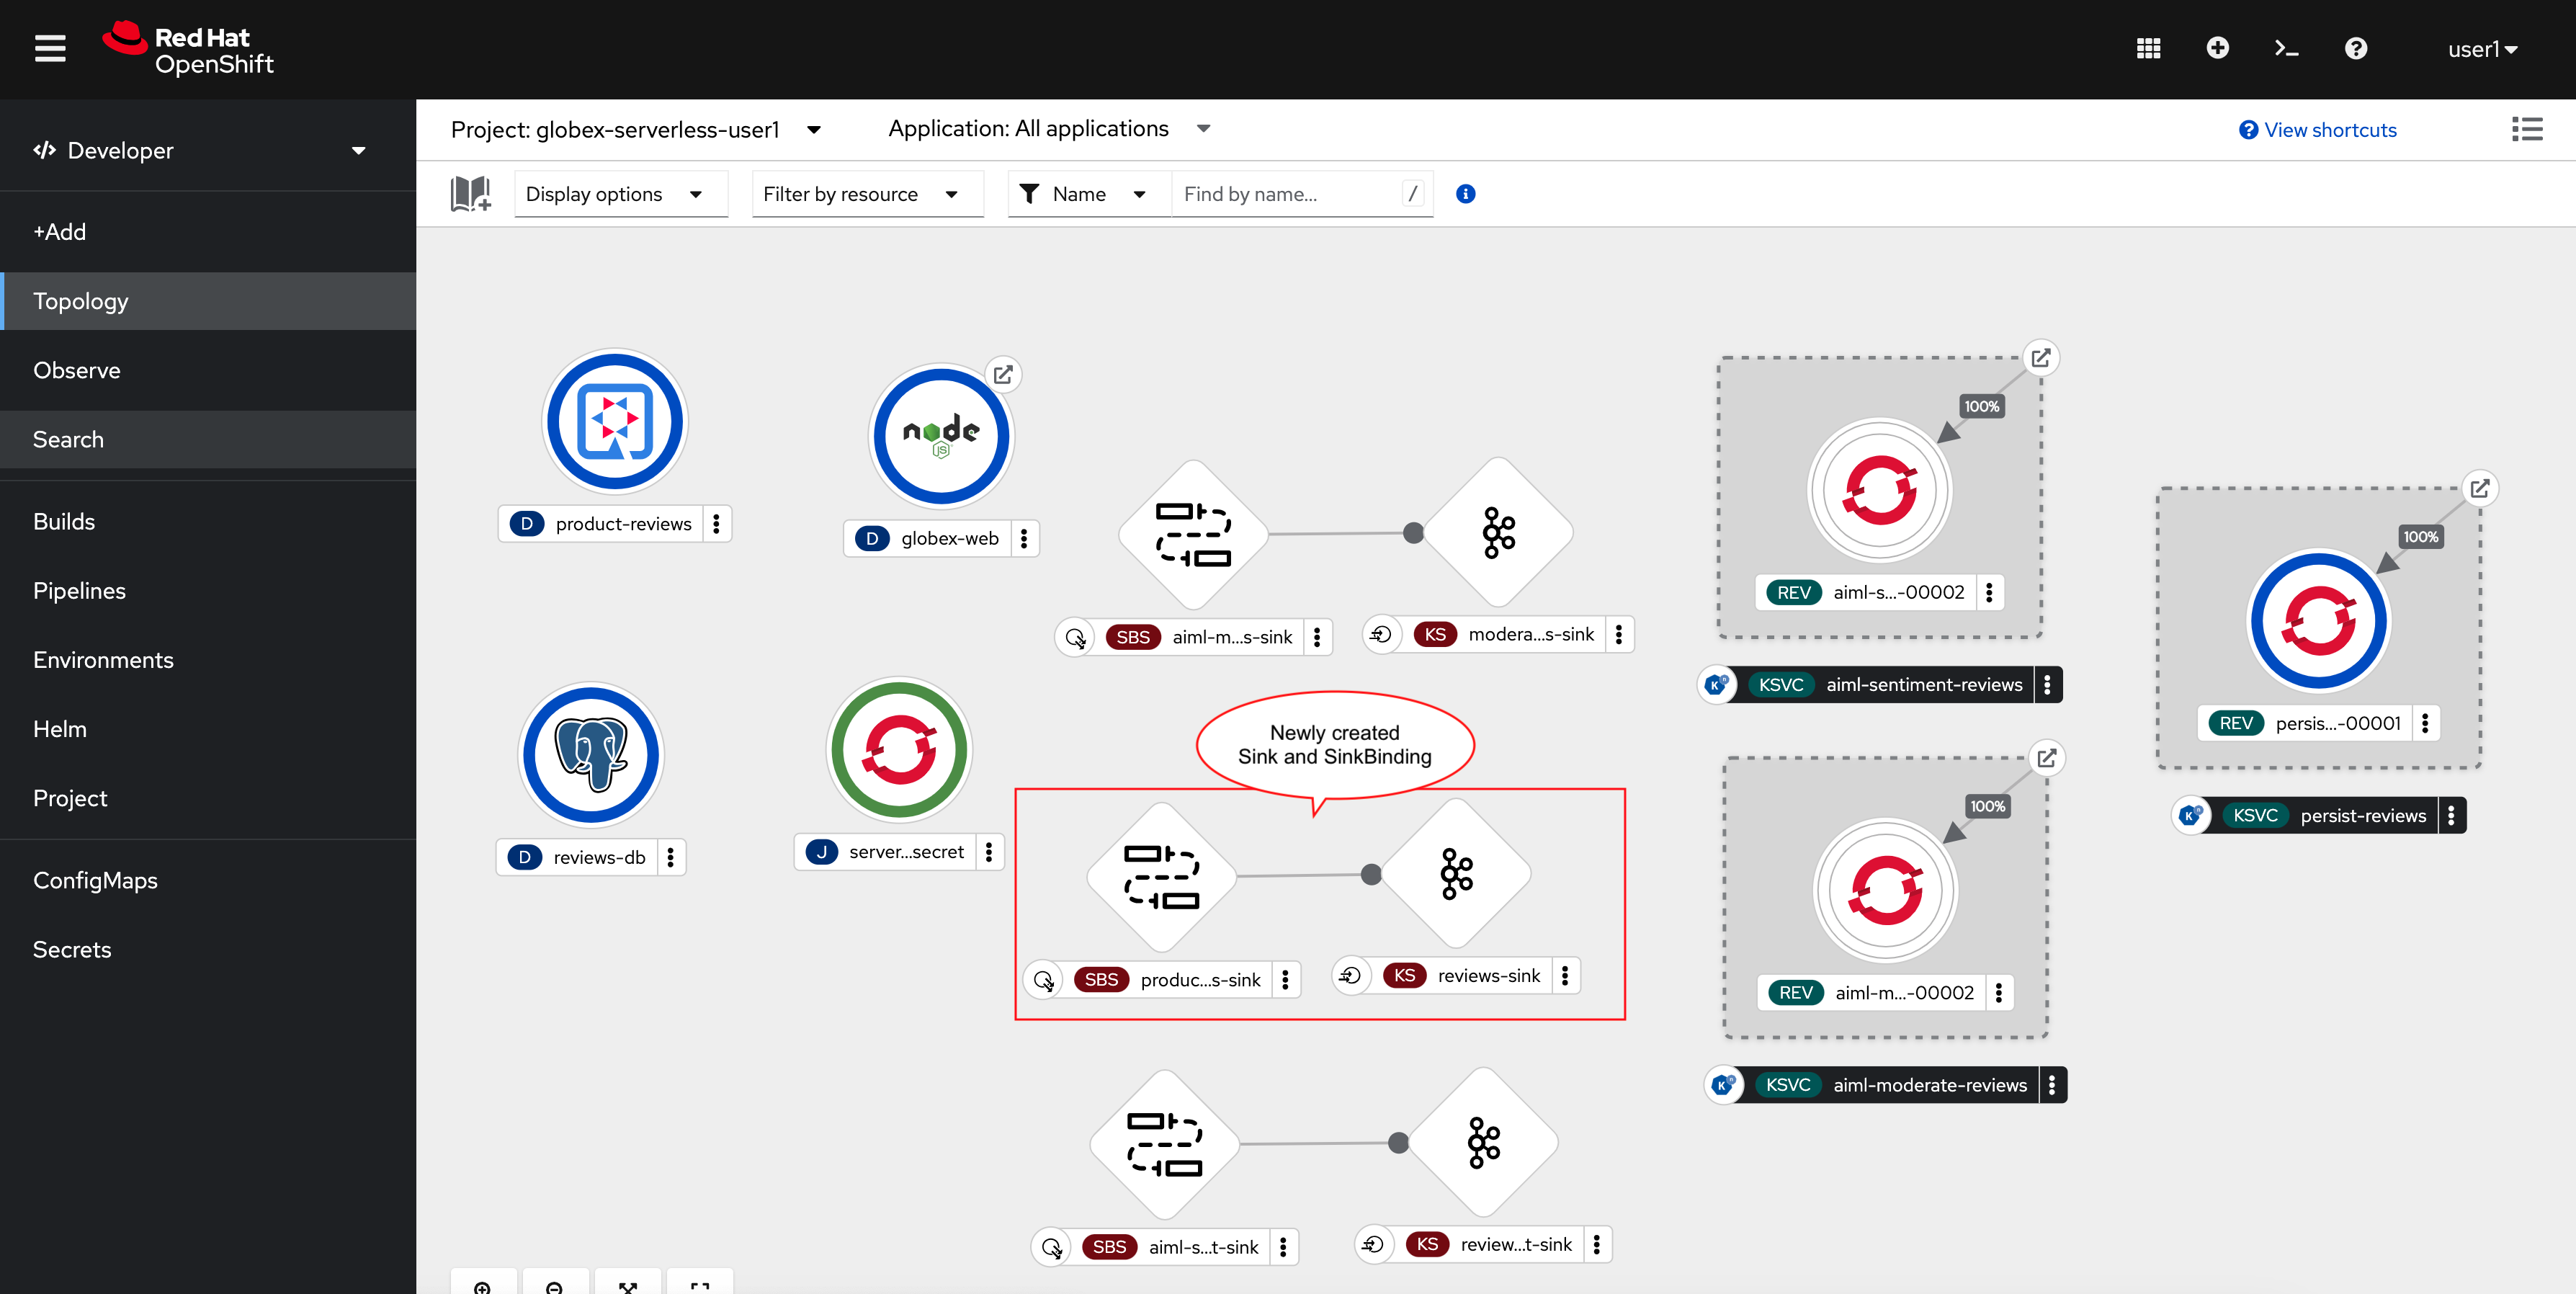 Red Hat
OpenShift
user1
Developer
+Add
Topology
Observe
Search
Builds
Pipelines
Environments
Helm
Project
ConfigMaps
Secrets
Project: globex-serverless-user1
Application: All applications
View shortcuts
Display options
Filter by resource
Name
Find by name...
/
D product-reviews
node
JS
D globex-web
SBS aiml-m...s-sink
KS modera...s-sink
100%
REV aiml-s...-00002
KSVC aiml-sentiment-reviews
100%
REV persis...-00001
KSVC persist-reviews
D reviews-db
J server...secret
Newly created
Sink and SinkBinding
SBS produc...s-sink
KS reviews-sink
100%
REV aiml-m...-00002
KSVC aiml-moderate-reviews
SBS aiml-s...t-sink
KS review...t-sink